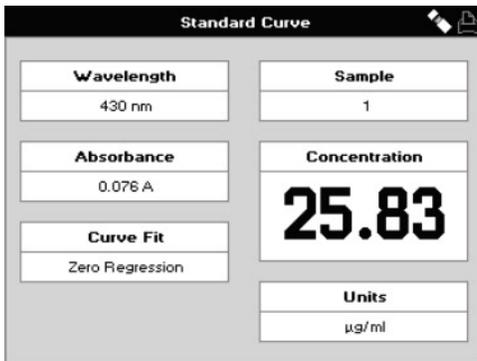 Standard Curve
Wavelength
430 nm
Absorbance
0.076 A
Curve Fit
Zero Regression
Sample
1
Concentration
25.83
Units
µg/ml